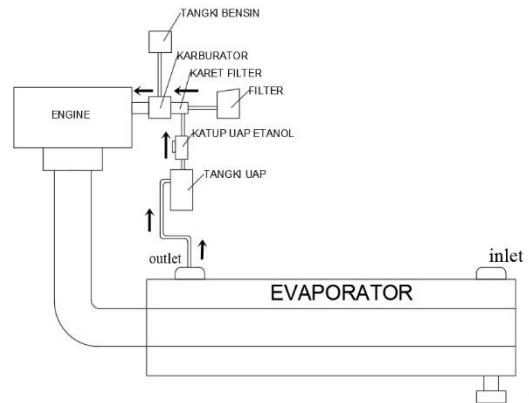 TANGKI BENSIN
KARBURATOR
KARET FILTER
FILTER
ENGINE
KATUP UAP ETANOL
TANGKI UAP
outlet
inlet
EVAPORATOR